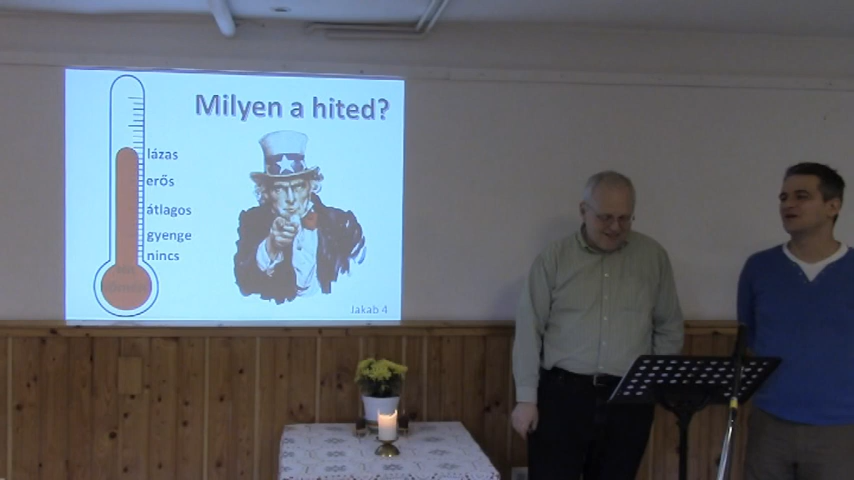 Milyen a hited?
lázas
erős
átlagos
gyenge
nincs
Jakab 4